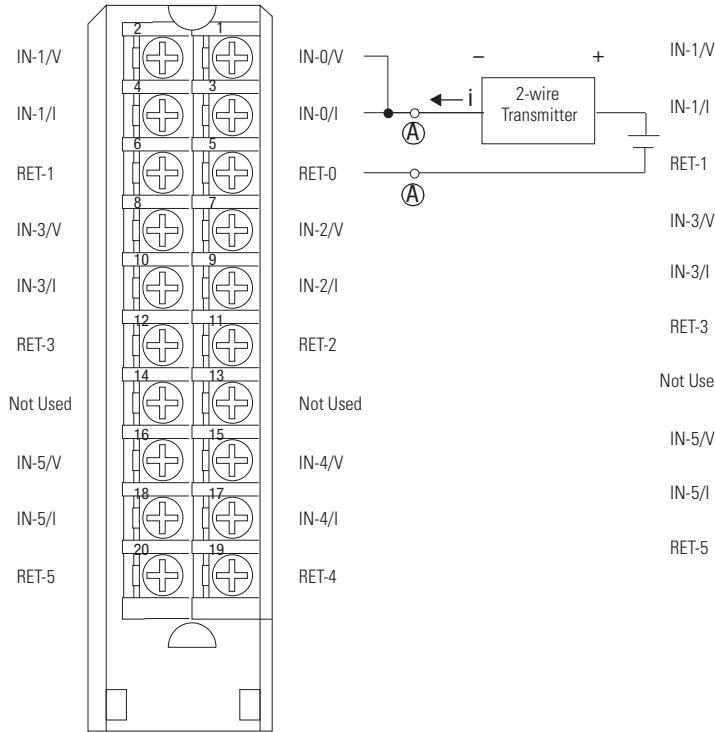 2 1
IN-1/V IN-0/V − + IN-1/V
4 3
IN-1/I IN-0/I i 2-wire IN-1/I
Transmitter
A
6 5
RET-1 RET-0 RET-1
A
8 7
IN-3/V IN-2/V IN-3/V
10 9
IN-3/I IN-2/I IN-3/I
12 11
RET-3 RET-2 RET-3
14 13
Not Used Not Used Not Use
16 15
IN-5/V IN-4/V IN-5/V
18 17
IN-5/I IN-4/I IN-5/I
20 19
RET-5 RET-4 RET-5